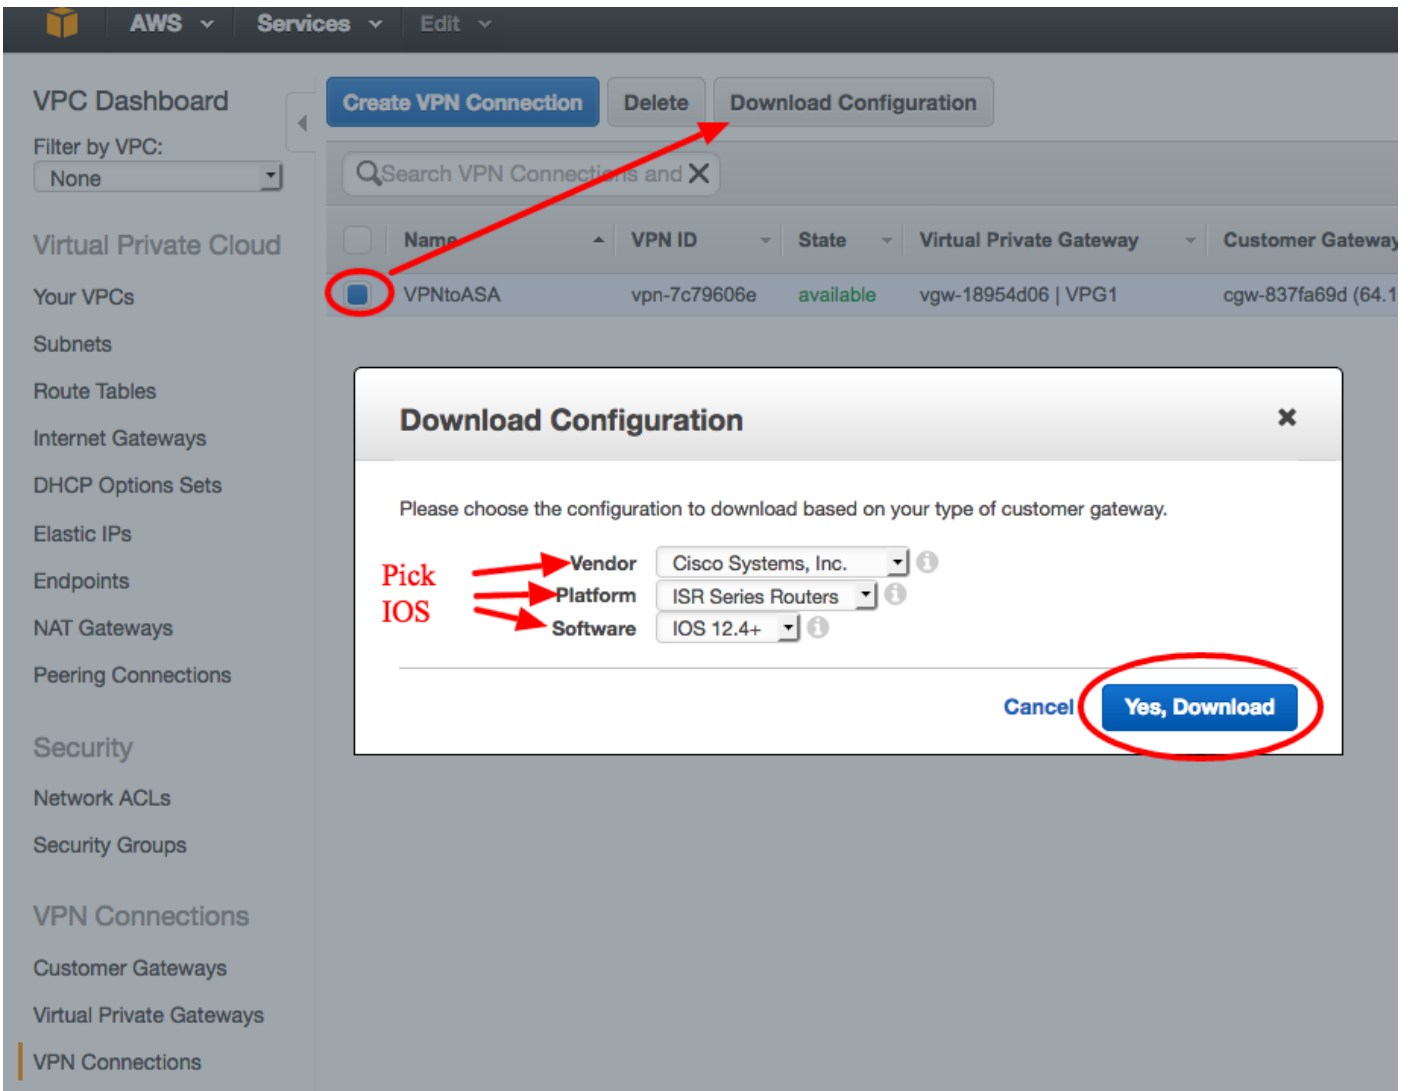 AWS Services Edit
VPC Dashboard
Filter by VPC:
None
Virtual Private Cloud
Your VPCs
Subnets
Route Tables
Internet Gateways
DHCP Options Sets
Elastic IPs
Endpoints
NAT Gateways
Peering Connections
Security
Network ACLs
Security Groups
VPN Connections
Customer Gateways
Virtual Private Gateways
VPN Connections
Create VPN Connection Delete Download Configuration
Search VPN Connections and
Name VPN ID State Virtual Private Gateway Customer Gateway
VPNtoASA vpn-7c79606e available vgw-18954d06 | VPG1 cgw-837fa69d (64.1
Download Configuration
Please choose the configuration to download based on your type of customer gateway.
Pick
IOS
Vendor Cisco Systems, Inc.
Platform ISR Series Routers
Software IOS 12.4+
Cancel Yes, Download